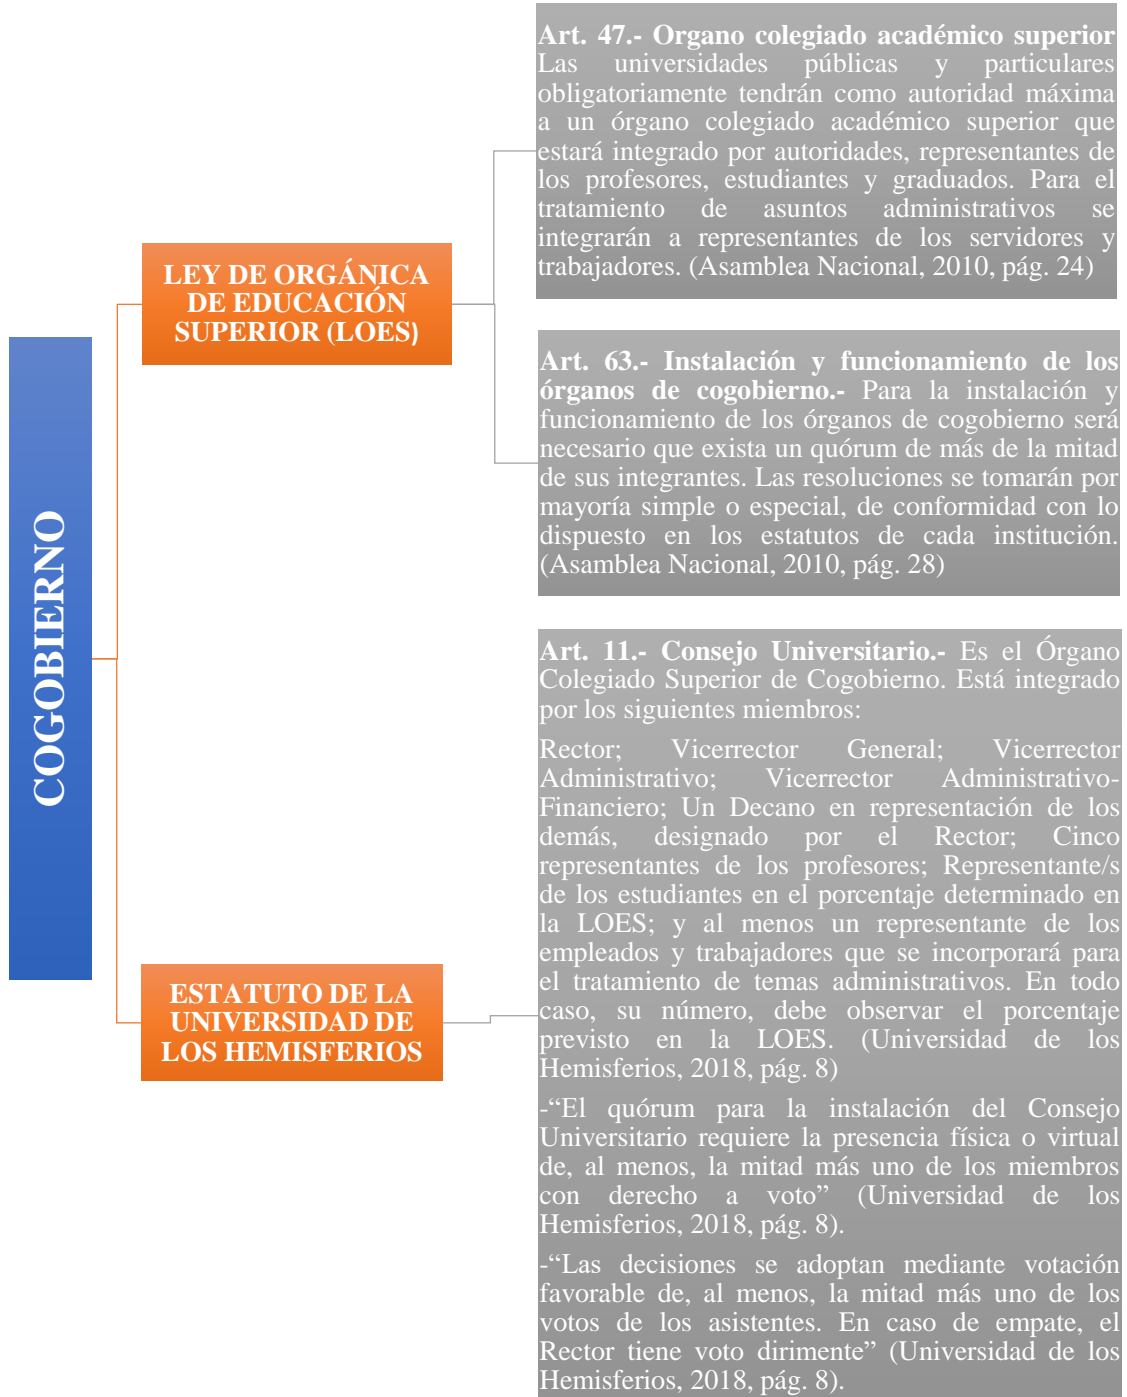 COGOBIERNO
LEY DE ORGÁNICA
DE EDUCACIÓN
SUPERIOR (LOES)
Art. 47.- Organo colegiado académico superior
Las universidades públicas y particulares
obligatoriamente tendrán como autoridad máxima
a un órgano colegiado académico superior que
estará integrado por autoridades, representantes de
los profesores, estudiantes y graduados. Para el
tratamiento de asuntos administrativos se
integrarán a representantes de los servidores y
trabajadores. (Asamblea Nacional, 2010, pág. 24)
Art. 63.- Instalación y funcionamiento de los
órganos de cogobierno.- Para la instalación y
funcionamiento de los órganos de cogobierno será
necesario que exista un quórum de más de la mitad
de sus integrantes. Las resoluciones se tomarán por
mayoría simple o especial, de conformidad con lo
dispuesto en los estatutos de cada institución.
(Asamblea Nacional, 2010, pág. 28)
ESTATUTO DE LA
UNIVERSIDAD DE
LOS HEMISFERIOS
Art. 11.- Consejo Universitario.- Es el Órgano
Colegiado Superior de Cogobierno. Está integrado
por los siguientes miembros:
Rector; Vicerrector General; Vicerrector
Administrativo; Vicerrector Administrativo-
Financiero; Un Decano en representación de los
demás, designado por el Rector; Cinco
representantes de los profesores; Representante/s
de los estudiantes en el porcentaje determinado en
la LOES; y al menos un representante de los
empleados y trabajadores que se incorporará para
el tratamiento de temas administrativos. En todo
caso, su número, debe observar el porcentaje
previsto en la LOES. (Universidad de los
Hemisferios, 2018, pág. 8)
-“El quórum para la instalación del Consejo
Universitario requiere la presencia física o virtual
de, al menos, la mitad más uno de los miembros
con derecho a voto” (Universidad de los
Hemisferios, 2018, pág. 8).
-“Las decisiones se adoptan mediante votación
favorable de, al menos, la mitad más uno de los
votos de los asistentes. En caso de empate, el
Rector tiene voto dirimente” (Universidad de los
Hemisferios, 2018, pág. 8).